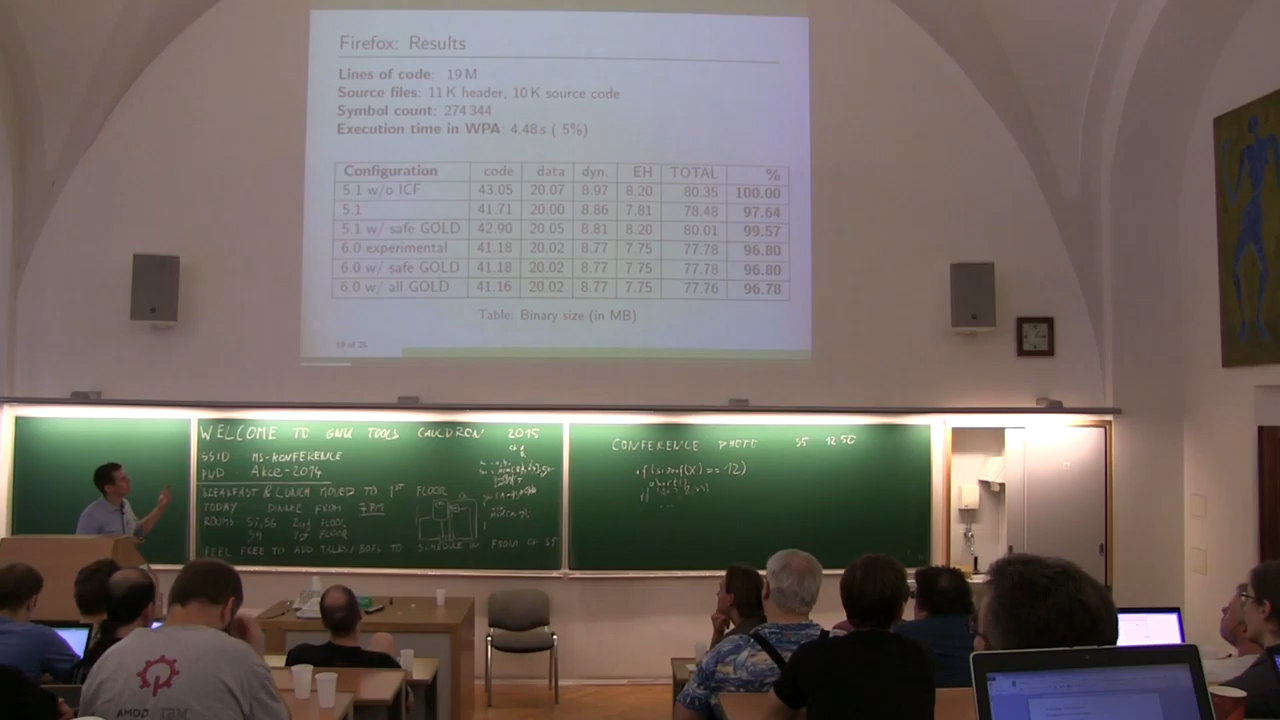 Firefox: Results
Lines of code: 19 M
Source files: 11 K header, 10 K source code
Symbol count: 274 344
Execution time in WPA: 4.48 s ( 5%)
Configuration code data dyn. EH TOTAL %
5.1 w/o ICF 43.05 20.07 8.97 8.20 80.35 100.00
5.1 41.71 20.00 8.86 7.81 78.48 97.64
5.1 w/ safe GOLD 42.90 20.05 8.81 8.20 80.01 99.57
6.0 experimental 41.18 20.02 8.77 7.75 77.78 96.80
6.0 w/ safe GOLD 41.18 20.02 8.77 7.75 77.78 96.80
6.0 w/ all GOLD 41.16 20.02 8.77 7.75 77.76 96.78
Table: Binary size (in MB)
19 of 25
WELCOME TO GNU TOOLS CAULDRON 2015
SSID MS-KONFERENCE
PWD
BREAKFAST & LUNCH MOVED TO 1ST FLOOR
TODAY DINNER FROM 7PM
ROOMS S5,S6 2nd FLOOR
S4 1st FLOOR
FEEL FREE TO ADD TALKS/BOFS TO SCHEDULE IN FRONT OF S5
CONFERENCE PHOTO S5 12:50
if (sizeof(X) == 12)
abort();
...
AMD